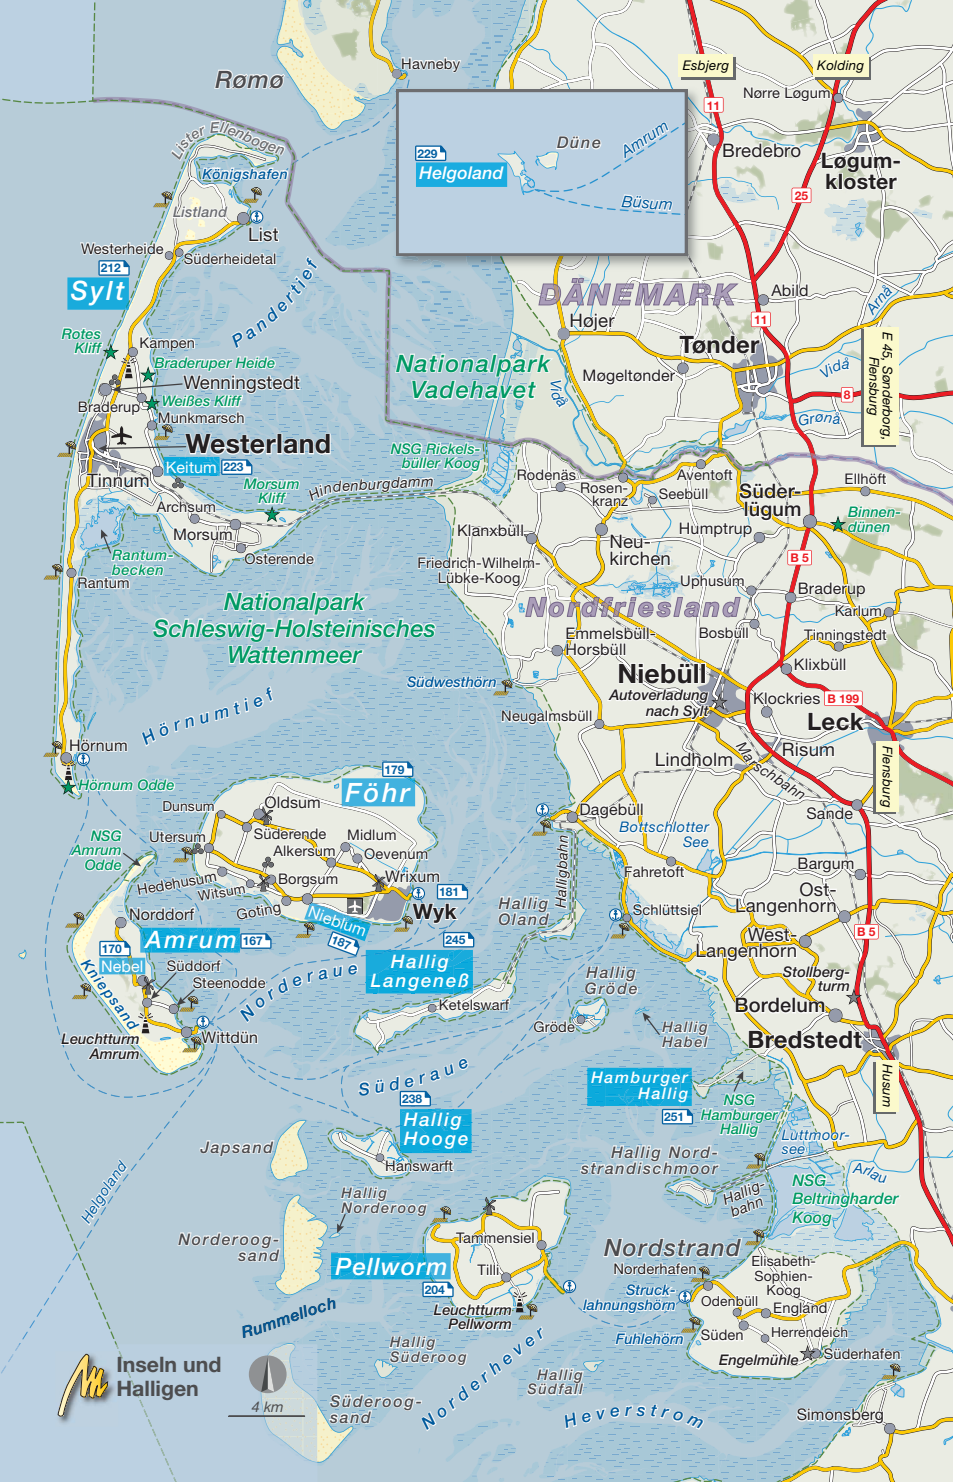 Rømø
Havneby
Esbjerg
Kolding
11
Nørre Løgum
Bredebro
Løgum-
kloster
25
Düne
Amrum
229
Helgoland
Büsum
Lister Ellenbogen
Königshafen
Listland
List
Westerheide
Süderheidetal
212
Sylt
Pandertief
DÄNEMARK
Abild
Arnå
11
Højer
Tønder
Vidå
E 45, Sønderborg,
Flensburg
Rotes
Kliff
Kampen
Braderuper Heide
Wenningstedt
Nationalpark
Vadehavet
Møgeltønder
Vidå
8
Grønå
Braderup
Weißes Kliff
Munkmarsch
Westerland
Keitum
223
Tinnum
Morsum
Kliff
Hindenburgdamm
NSG Rickels-
büller Koog
Rodenäs
Rosen-
kranz
Aventoft
Seebüll
Süder-
lügum
Ellhöft
Binnen-
dünen
Archsum
Morsum
Osterende
Rantum-
becken
Rantum
Klanxbüll
Neu-
kirchen
Humptrup
B 5
Friedrich-Wilhelm-
Lübke-Koog
Uphusum
Braderup
Karlum
Nordfriesland
Nationalpark
Schleswig-Holsteinisches
Wattenmeer
Emmelsbüll-
Horsbüll
Bosbüll
Tinningstedt
Südwesthörn
Niebüll
Autoverladung
nach Sylt
Klixbüll
Klockries
B 199
Leck
Neugalmsbüll
Hörnumtief
Lindholm
Marschbahn
Risum
Flensburg
Hörnum
Hörnum Odde
179
Föhr
Dunsum
Oldsum
Süderende
Midlum
Utersum
Alkersum
Oevenum
Hedehusum
Witsum
Borgsum
Wrixum
Goting
Nieblum
187
181
Wyk
Dagebüll
Bottschlotter
See
Sande
Halligbahn
Fahretoft
Bargum
NSG
Amrum
Odde
Norddorf
Amrum
167
170
Nebel
Süddorf
Steenodde
Kniepsand
Leuchtturm
Amrum
Wittdün
Norderaue
Hallig
Oland
Schlüttsiel
Ost-
Langenhorn
West-
Langenhorn
B 5
245
Hallig
Langeneß
Ketelswarf
Hallig
Gröde
Gröde
Hallig
Habel
Stollberg-
turm
Bordelum
Bredstedt
Husum
Süderaue
Hamburger
Hallig
251
NSG
Hamburger
Hallig
238
Hallig
Hooge
Hanswarft
Japsand
Helgoland
Luttmoor-
see
Hallig Nord-
strandischmoor
Hallig-
bahn
Arlau
NSG
Beltringharder
Koog
Hallig
Norderoog
Norderoog-
sand
Pellworm
204
Tammensiel
Tilli
Leuchtturm
Pellworm
Nordstrand
Norderhafen
Elisabeth-
Sophien-
Koog
Struck-
lahnungshörn
Odenbüll
England
Fuhlehörn
Süden
Herrendeich
Engelmühle
Süderhafen
Rummelloch
Hallig
Süderoog
Norderhever
Hallig
Südfall
Heverstrom
Simonsberg
Süderoog-
sand
Inseln und
Halligen
4 km